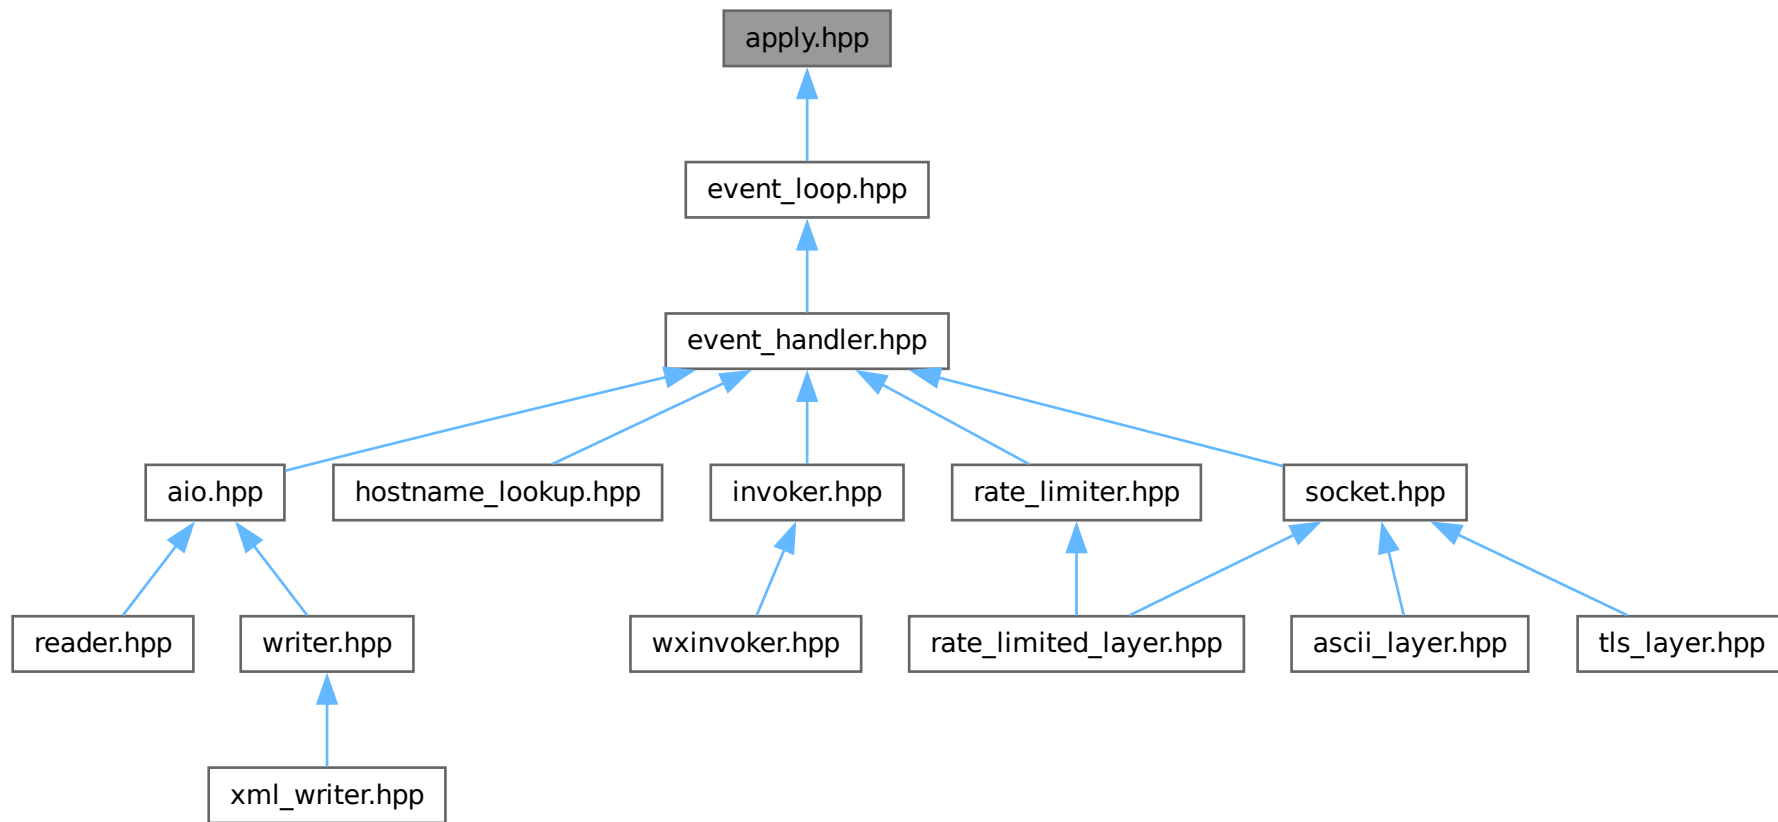 apply.hpp
event_loop.hpp
event_handler.hpp
aio.hpp
hostname_lookup.hpp
invoker.hpp
rate_limiter.hpp
socket.hpp
reader.hpp
writer.hpp
wxinvoker.hpp
rate_limited_layer.hpp
ascii_layer.hpp
tls_layer.hpp
xml_writer.hpp